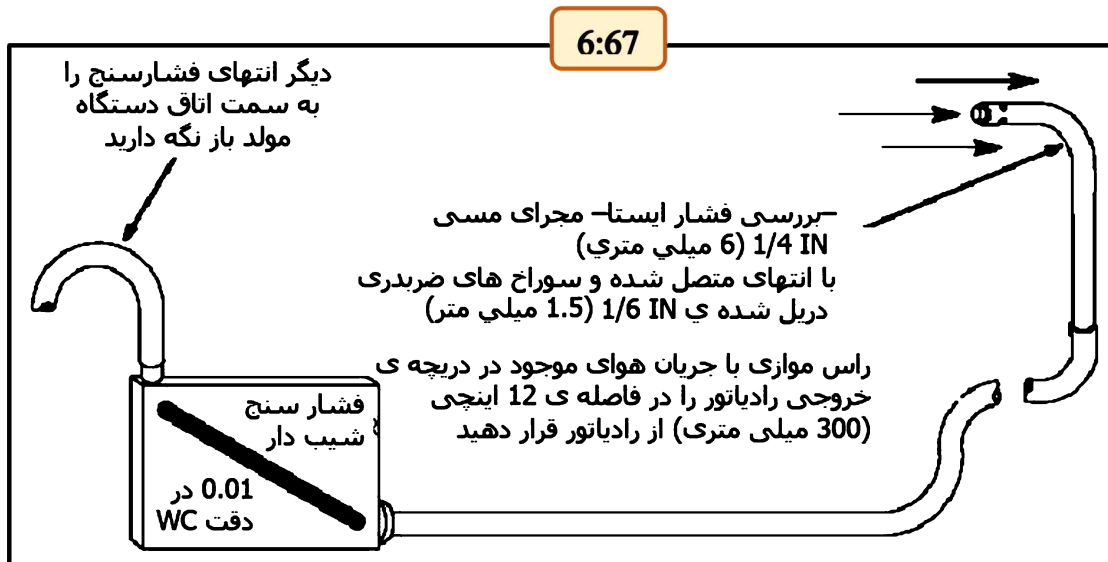 6:67
دیگر انتهای فشارسنج را
به سمت اتاق دستگاه
مولد باز نگه دارید
–بررسی فشار ایستا– مجرای مسی
1/4 IN (6 ميلي متري)
با انتهای متصل شده و سوراخ های ضربدری
دریل شده ي 1/6 IN (1.5 ميلي متر)
راس موازی با جریان هوای موجود در دریچه ی
خروجی رادیاتور را در فاصله ی 12 اینچی
(300 میلی متری) از رادیاتور قرار دهید
فشار سنج
شیب دار
0.01 در
دقت WC